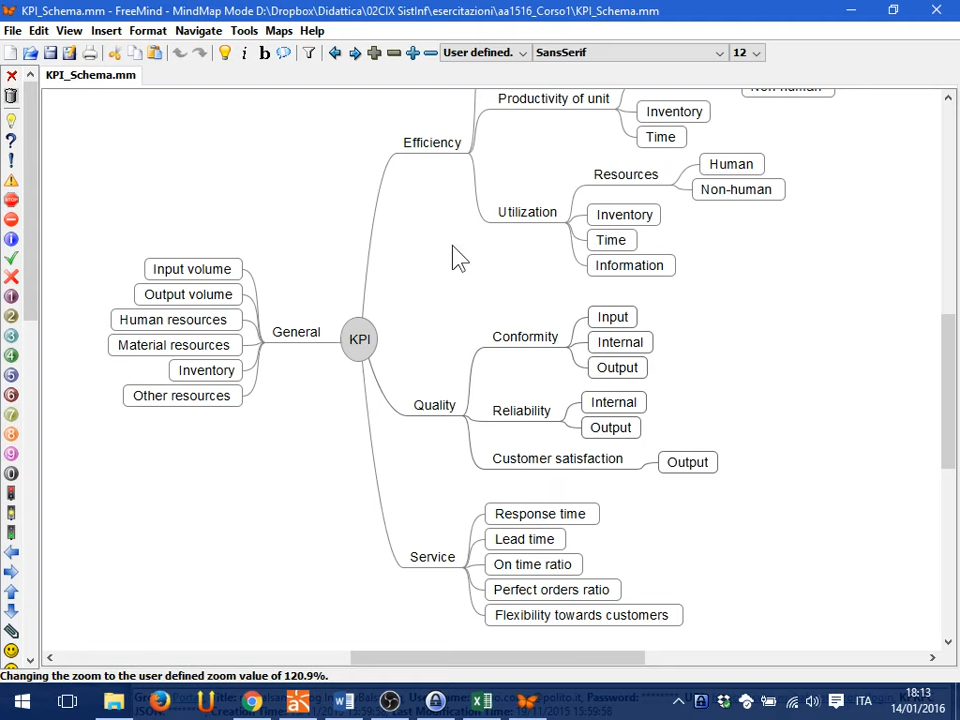 KPI_Schema.mm - FreeMind - MindMap Mode D:\Dropbox\Didattica\02CIX SistInf\esercitazioni\aa1516_Corso1\KPI_Schema.mm
File Edit View Insert Format Navigate Tools Maps Help
User defined. SansSerif 12
KPI_Schema.mm
Non-human
Productivity of unit
Inventory
Time
Efficiency
Resources
Human
Non-human
Utilization
Inventory
Time
Information
Input volume
Output volume
Human resources
Material resources
Inventory
Other resources
General
KPI
Conformity
Input
Internal
Output
Quality
Reliability
Internal
Output
Customer satisfaction
Output
Service
Response time
Lead time
On time ratio
Perfect orders ratio
Flexibility towards customers
Changing the zoom to the user defined zoom value of 120.9%.
ITA
18:13
14/01/2016